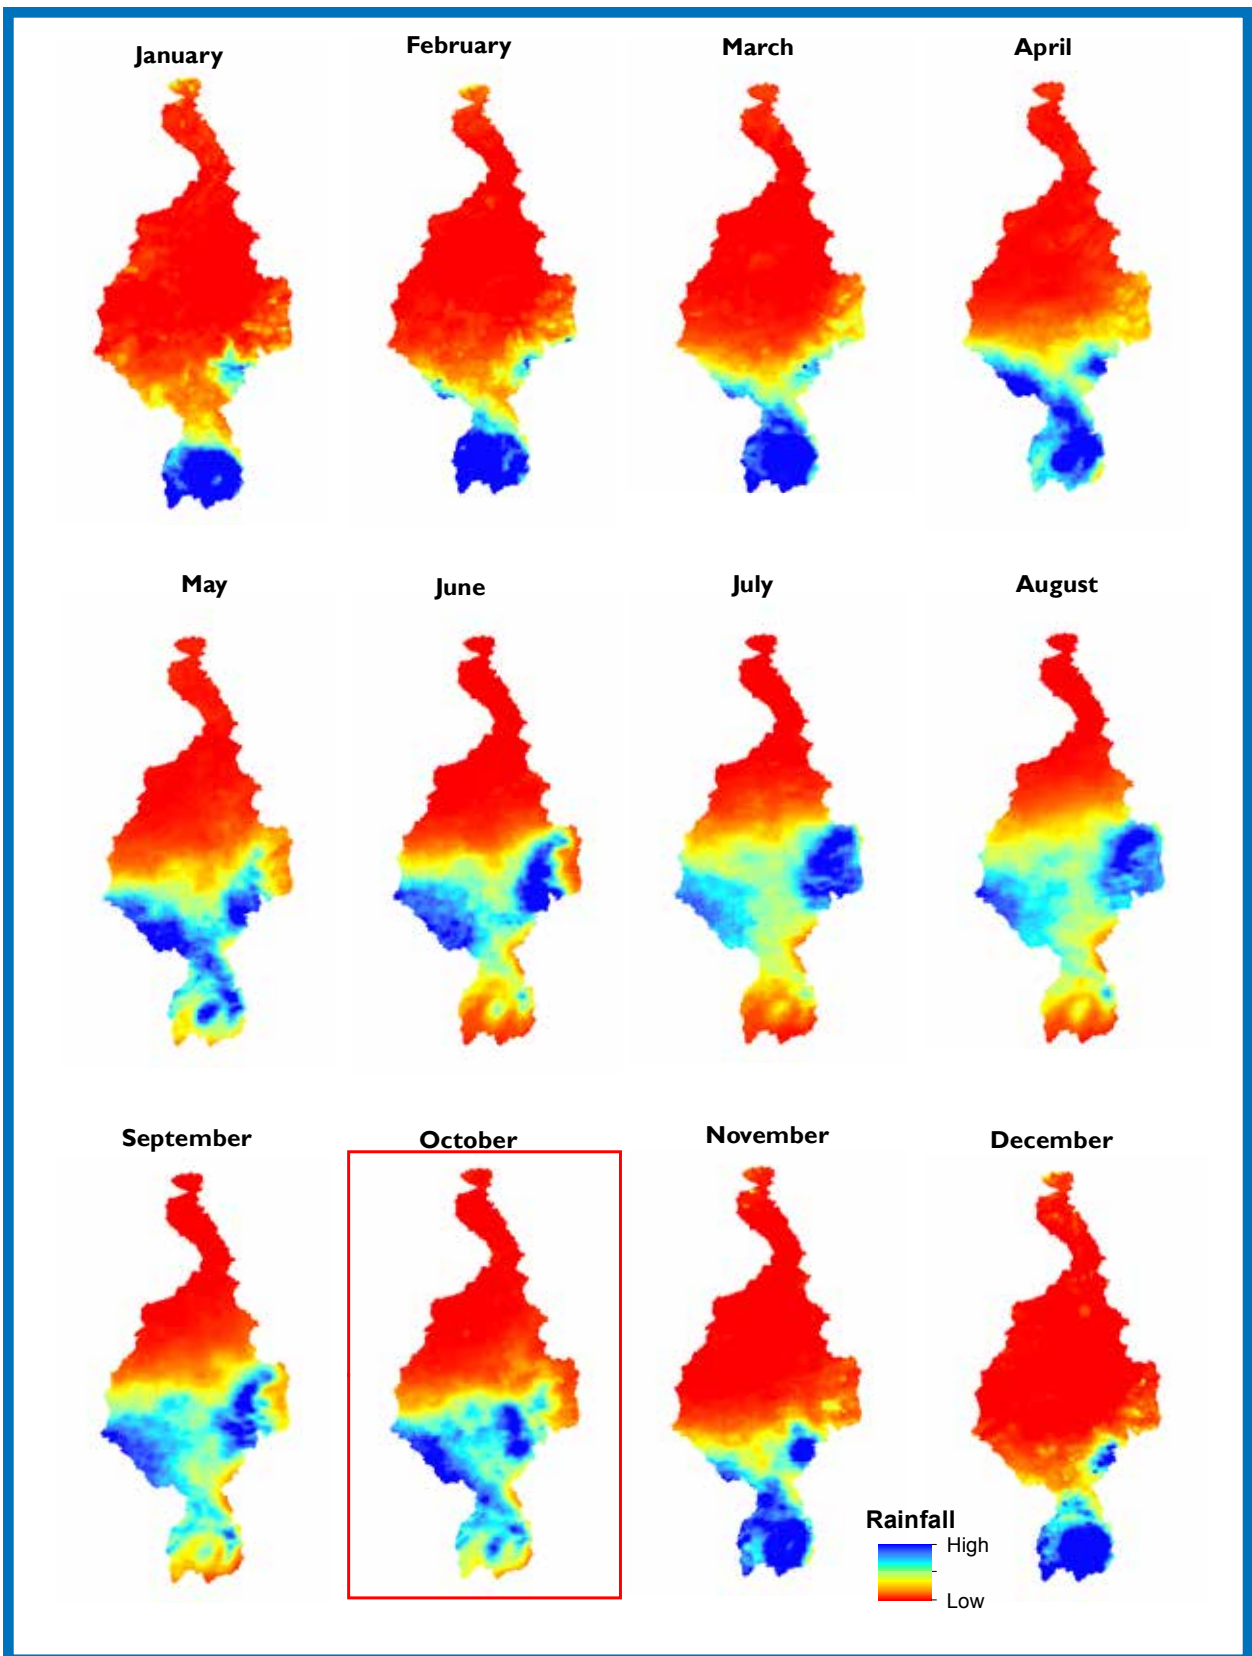 January
February
March
April
May
June
July
August
September
October
November
December
Rainfall
High
Low